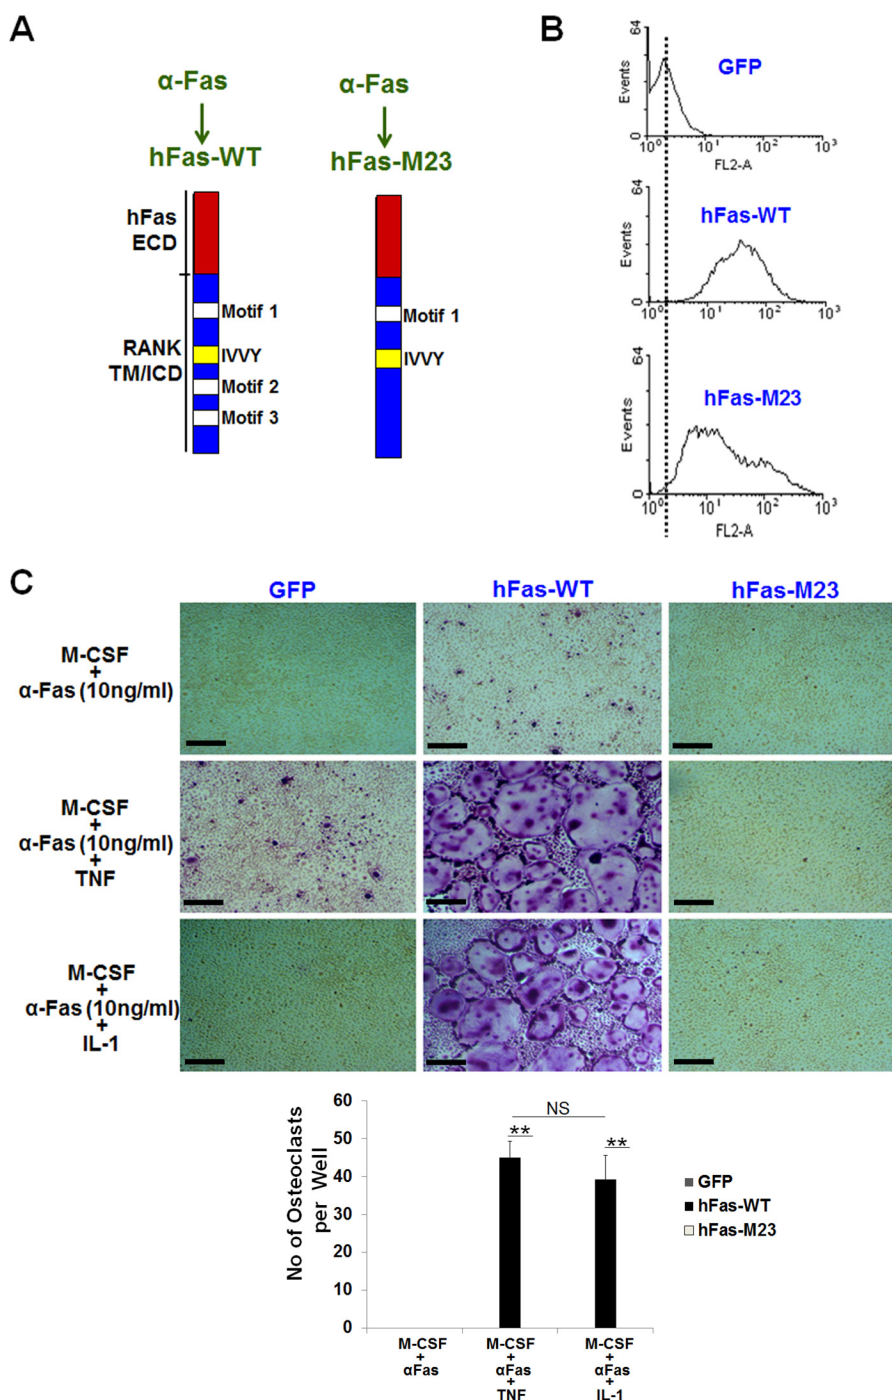 A
α-Fas
hFas-WT
hFas
ECD
RANK
TM/ICD
Motif 1
IVVY
Motif 2
Motif 3
α-Fas
hFas-M23
Motif 1
IVVY
B
64
Events
0
GFP
10⁰ 10¹ 10² 10³
FL2-A
64
Events
0
hFas-WT
10⁰ 10¹ 10² 10³
FL2-A
64
Events
0
hFas-M23
10⁰ 10¹ 10² 10³
FL2-A
C
GFP hFas-WT hFas-M23
M-CSF
+
α-Fas (10ng/ml)
M-CSF
+
α-Fas (10ng/ml)
+
TNF
M-CSF
+
α-Fas (10ng/ml)
+
IL-1
No of Osteoclasts
per Well
60
50
40
30
20
10
0
NS
**
**
GFP
hFas-WT
hFas-M23
M-CSF
+
αFas
M-CSF
+
αFas
+
TNF
M-CSF
+
αFas
+
IL-1